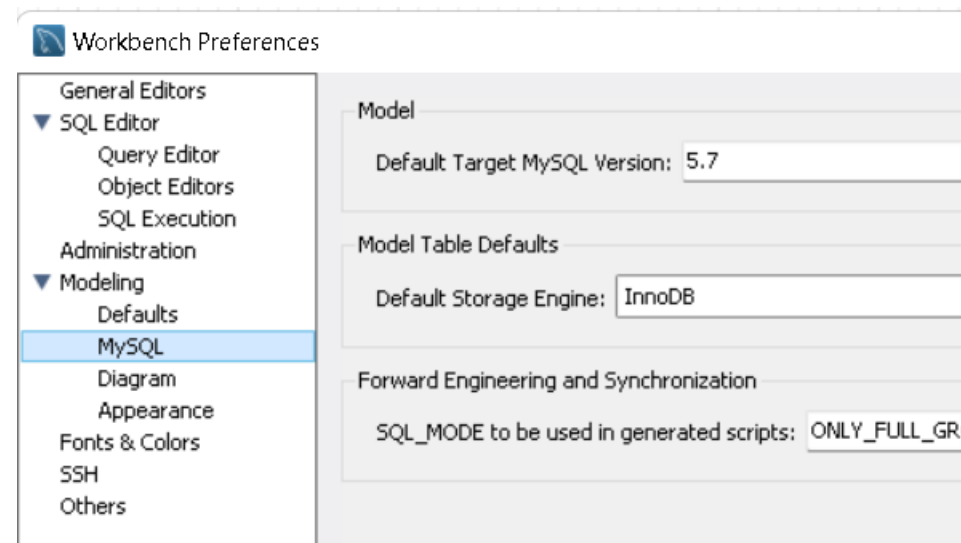 Workbench Preferences
General Editors
SQL Editor
Query Editor
Object Editors
SQL Execution
Administration
Modeling
Defaults
MySQL
Diagram
Appearance
Fonts & Colors
SSH
Others
Model
Default Target MySQL Version: 5.7
Model Table Defaults
Default Storage Engine: InnoDB
Forward Engineering and Synchronization
SQL_MODE to be used in generated scripts: ONLY_FULL_GR